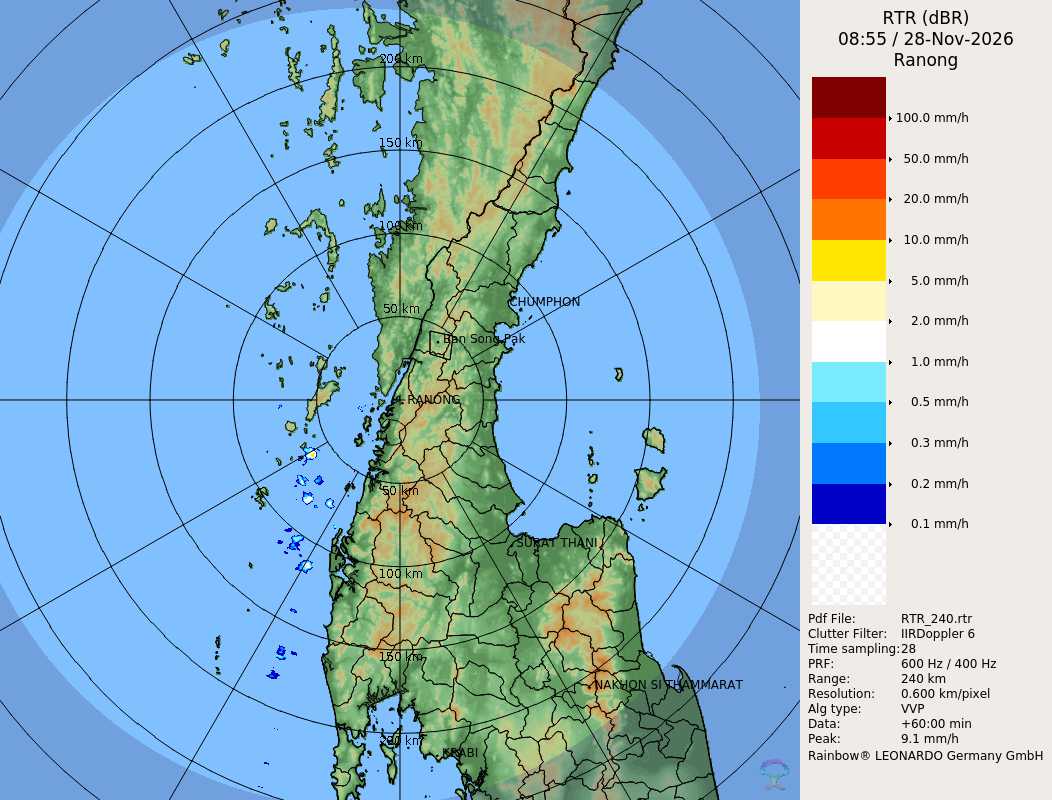 RTR (dBR)
08:55 / 28-Nov-2026
Ranong
100.0 mm/h
50.0 mm/h
20.0 mm/h
10.0 mm/h
5.0 mm/h
2.0 mm/h
1.0 mm/h
0.5 mm/h
0.3 mm/h
0.2 mm/h
0.1 mm/h
Pdf File: RTR_240.rtr
Clutter Filter: IIRDoppler 6
Time sampling:28
PRF: 600 Hz / 400 Hz
Range: 240 km
Resolution: 0.600 km/pixel
Alg type: VVP
Data: +60:00 min
Peak: 9.1 mm/h
Rainbow® LEONARDO Germany GmbH
200 km
150 km
100 km
50 km
CHUMPHON
Ban Song Pak
RANONG
50 km
SURAT THANI
100 km
150 km
NAKHON SI THAMMARAT
200 km
KRABI